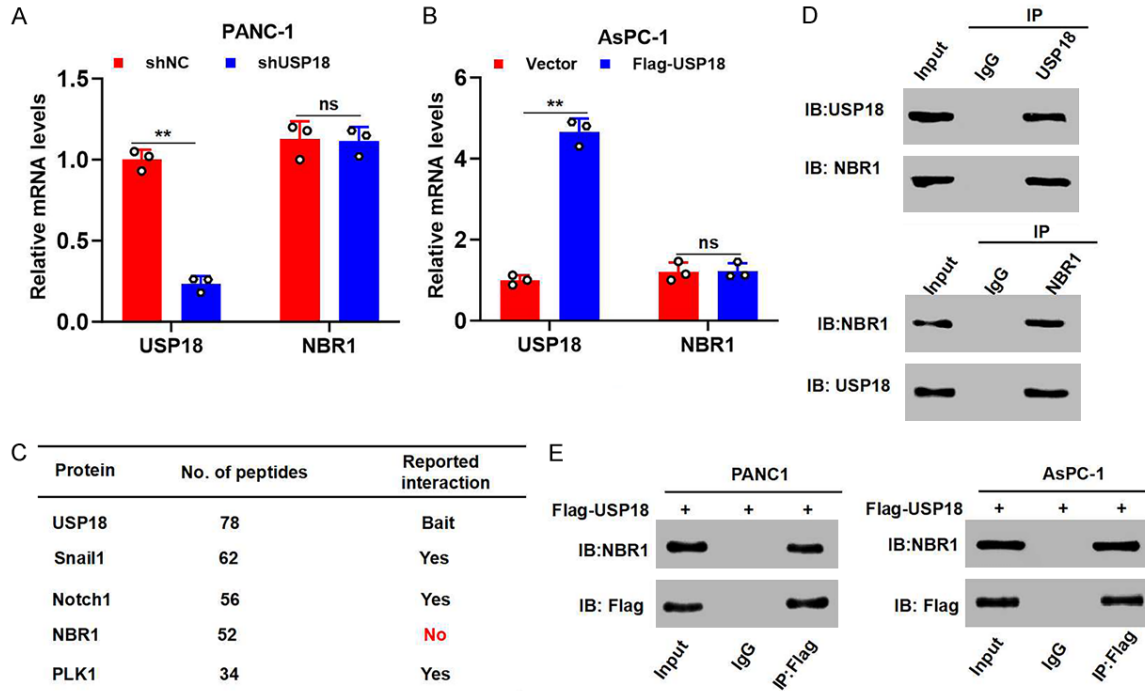 A
PANC-1
shNC shUSP18
Relative mRNA levels
1.5
1.0
0.5
0.0
**
ns
USP18 NBR1
B
AsPC-1
Vector Flag-USP18
Relative mRNA levels
6
4
2
0
**
ns
USP18 NBR1
D
IP
Input IgG USP18
IB:USP18
IB: NBR1
IP
Input IgG NBR1
IB:NBR1
IB: USP18
C
Protein No. of peptides Reported
interaction
USP18 78 Bait
Snail1 62 Yes
Notch1 56 Yes
NBR1 52 No
PLK1 34 Yes
E
PANC1
Flag-USP18 + + +
IB:NBR1
IB: Flag
Input IgG IP:Flag
AsPC-1
Flag-USP18 + + +
IB:NBR1
IB: Flag
Input IgG IP:Flag